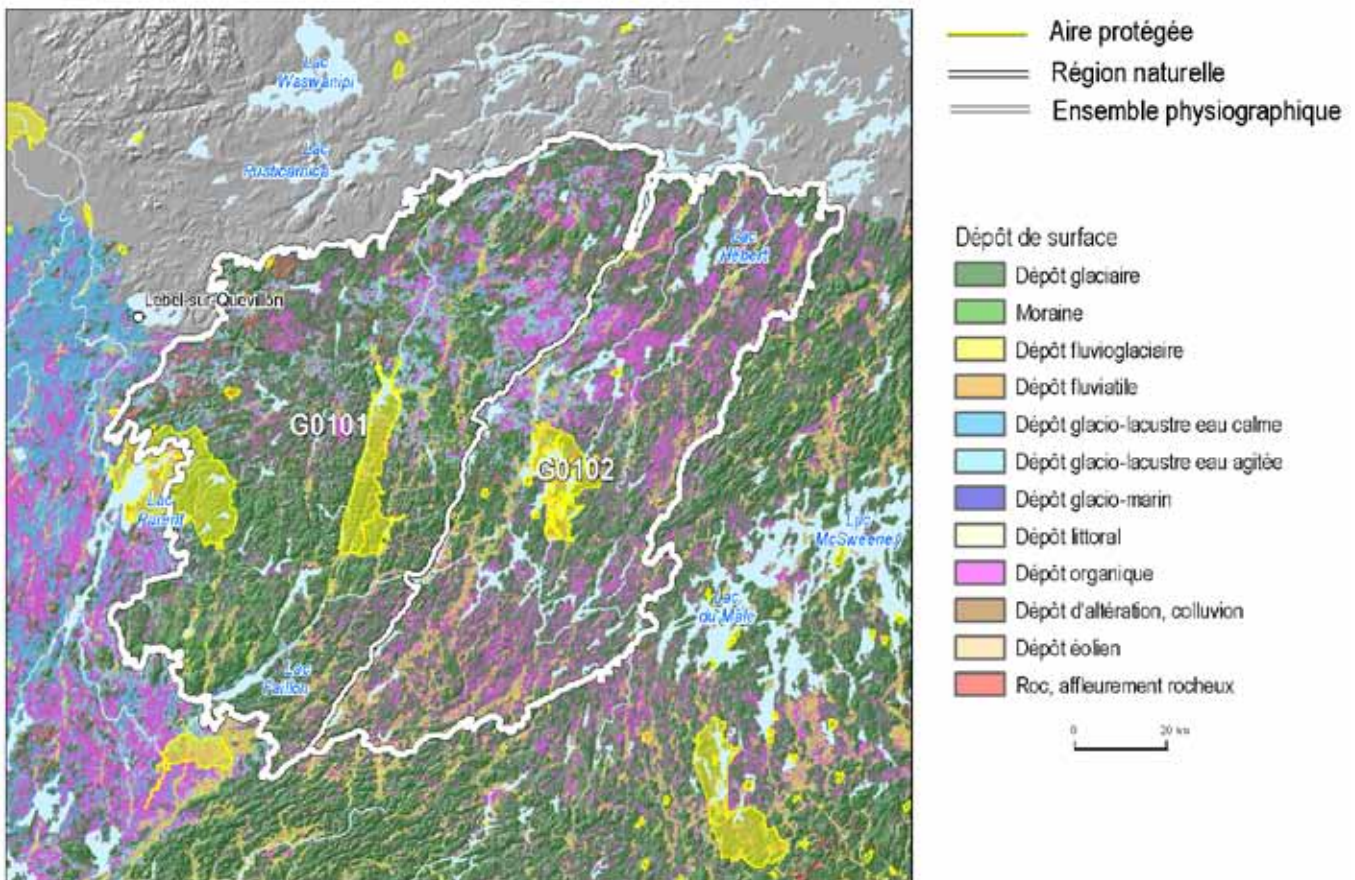 Lac
Waswanipi
Lac
Lac
Hébert
Lebel-sur-Quévillon
G0101
G0102
Lac
Parent
Lac
McSweeney
Lac
du Mâle
Lac
Faillon
Aire protégée
Région naturelle
Ensemble physiographique
Dépôt de surface
Dépôt glaciaire
Moraine
Dépôt fluvioglaciaire
Dépôt fluviatile
Dépôt glacio-lacustre eau calme
Dépôt glacio-lacustre eau agitée
Dépôt glacio-marin
Dépôt littoral
Dépôt organique
Dépôt d'altération, colluvion
Dépôt éolien
Roc, affleurement rocheux
0 20 km